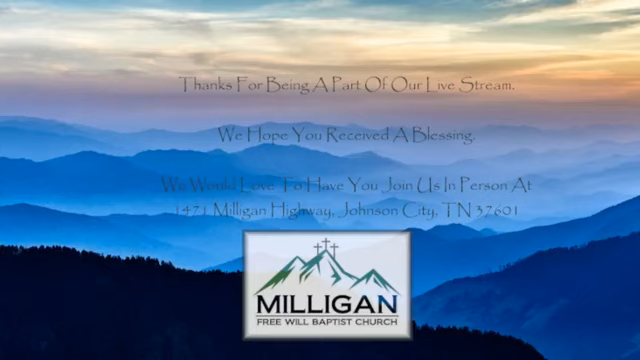 Thanks For Being A Part Of Our Live Stream.
We Hope You Received A Blessing.
We Would Love To Have You Join Us In Person At
1471 Milligan Highway, Johnson City, TN 37601
MILLIGAN
FREE WILL BAPTIST CHURCH